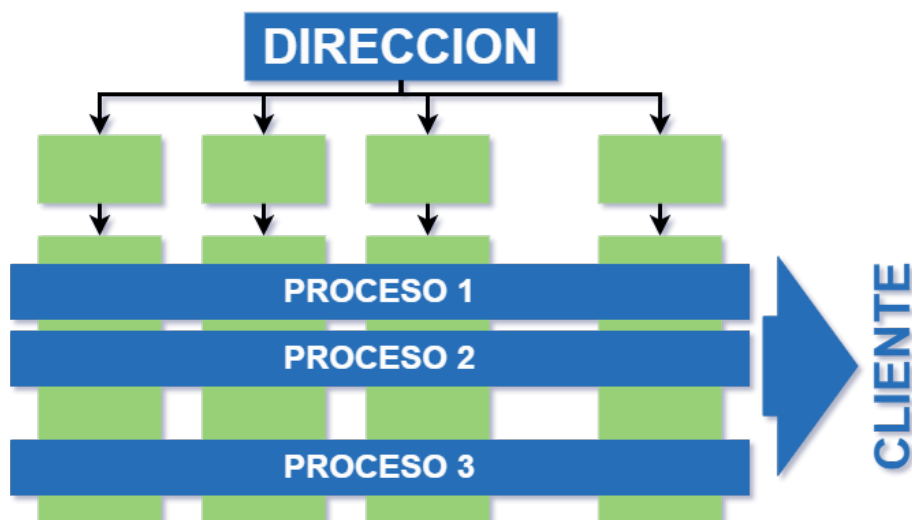 DIRECCION
PROCESO 1
PROCESO 2
PROCESO 3
CLIENTE